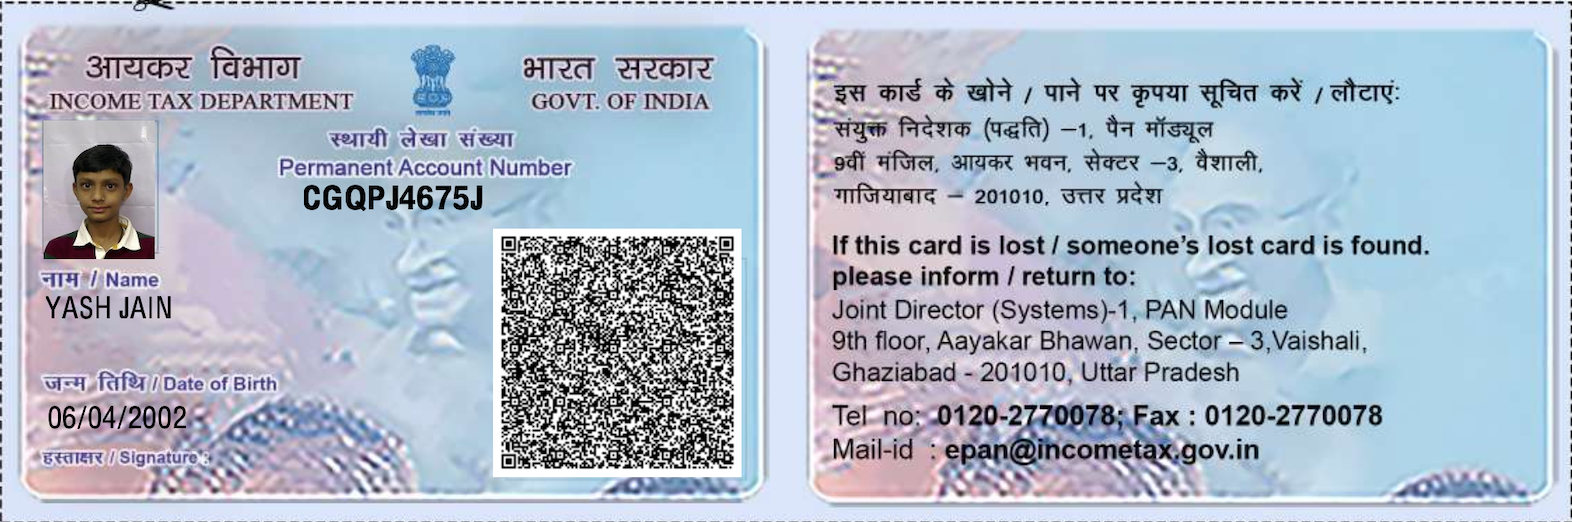 आयकर विभाग
INCOME TAX DEPARTMENT
भारत सरकार
GOVT. OF INDIA
स्थायी लेखा संख्या
Permanent Account Number
CGQPJ4675J
नाम / Name
YASH JAIN
जन्म तिथि / Date of Birth
06/04/2002
हस्ताक्षर / Signature :
इस कार्ड के खोने / पाने पर कृपया सूचित करें / लौटाएं:
संयुक्त निदेशक (पद्धति) –1, पैन मॉड्यूल
9वीं मंजिल, आयकर भवन, सेक्टर –3, वैशाली,
गाजियाबाद – 201010, उत्तर प्रदेश
If this card is lost / someone's lost card is found.
please inform / return to:
Joint Director (Systems)-1, PAN Module
9th floor, Aayakar Bhawan, Sector – 3,Vaishali,
Ghaziabad - 201010, Uttar Pradesh
Tel no: 0120-2770078; Fax : 0120-2770078
Mail-id : epan@incometax.gov.in